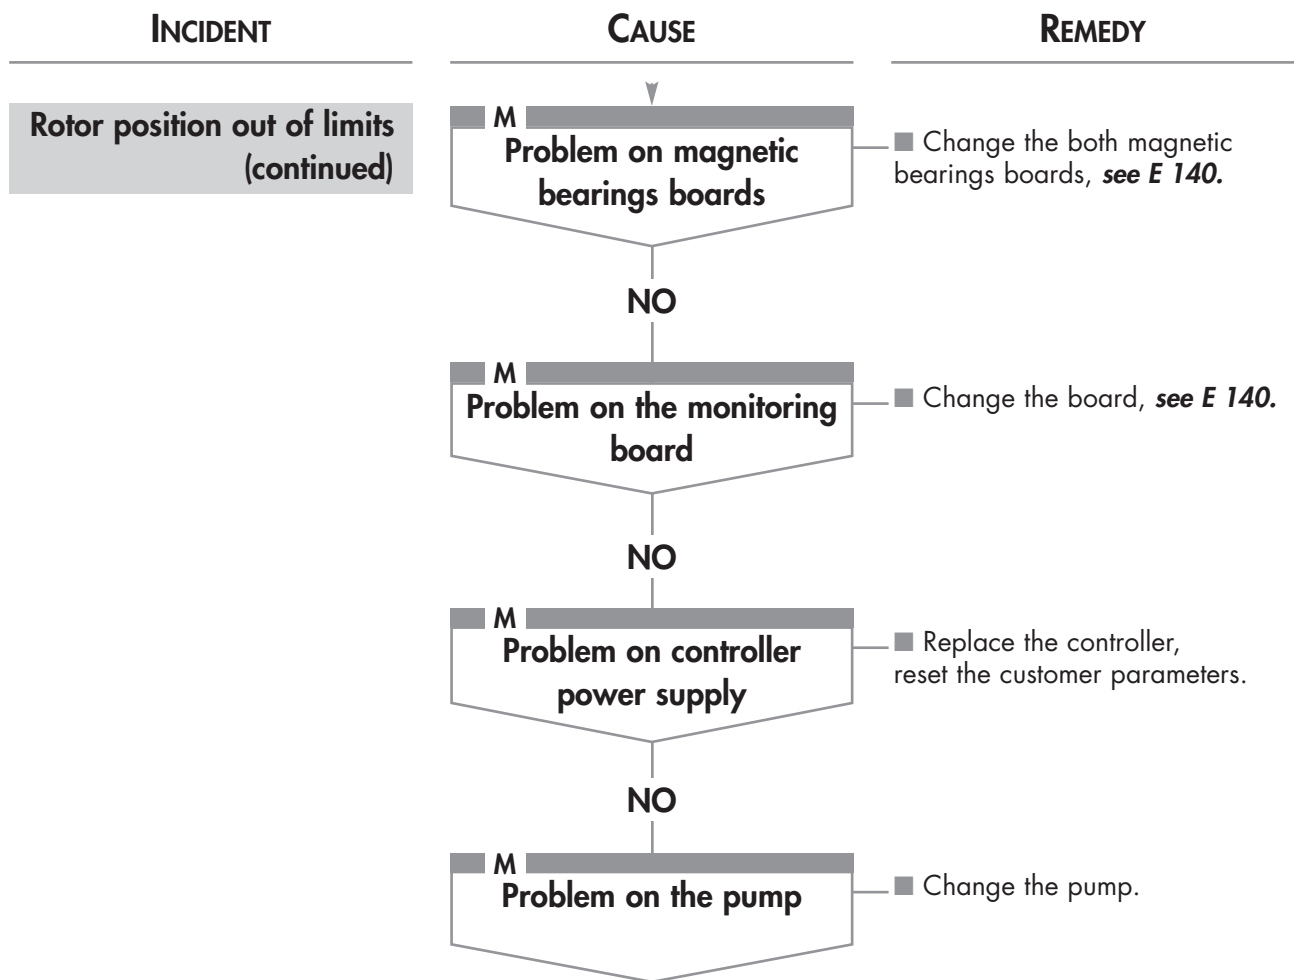 INCIDENT
CAUSE
REMEDY
Rotor position out of limits
(continued)
M
Problem on magnetic
bearings boards
■ Change the both magnetic
bearings boards, see E 140.
NO
M
Problem on the monitoring
board
■ Change the board, see E 140.
NO
M
Problem on controller
power supply
■ Replace the controller,
reset the customer parameters.
NO
M
Problem on the pump
■ Change the pump.